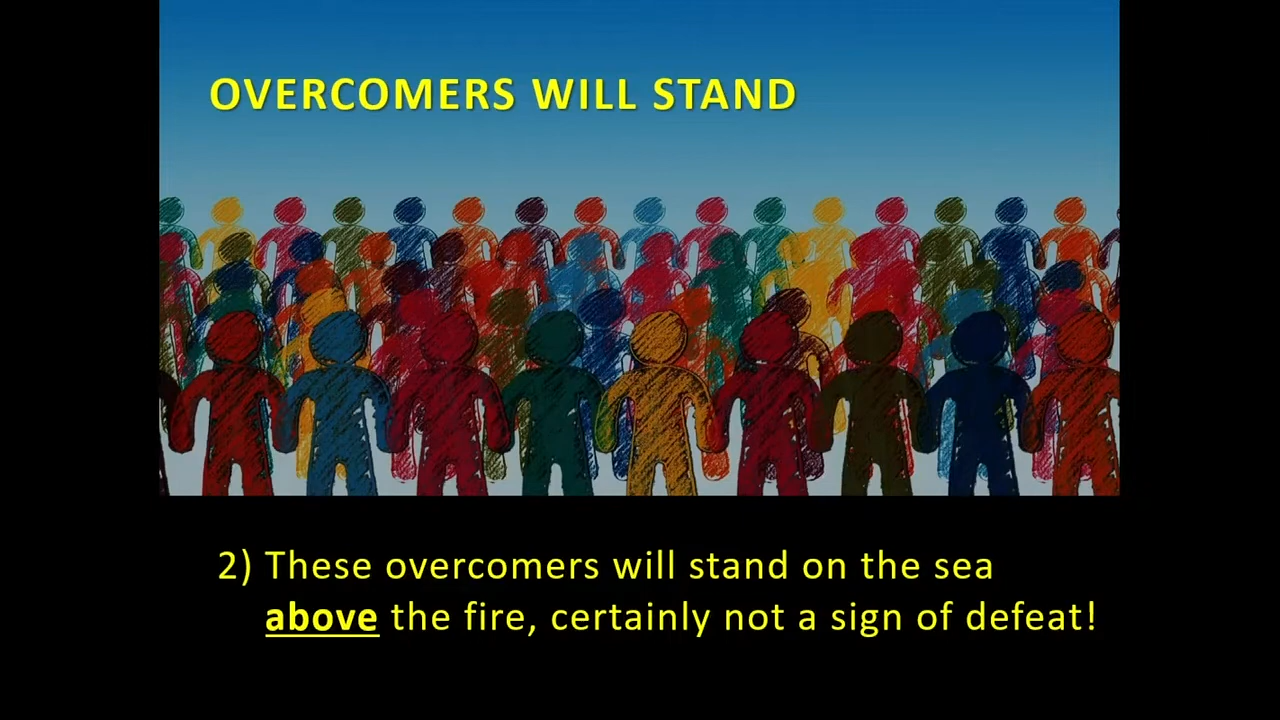 OVERCOMERS WILL STAND
2) These overcomers will stand on the sea
above the fire, certainly not a sign of defeat!